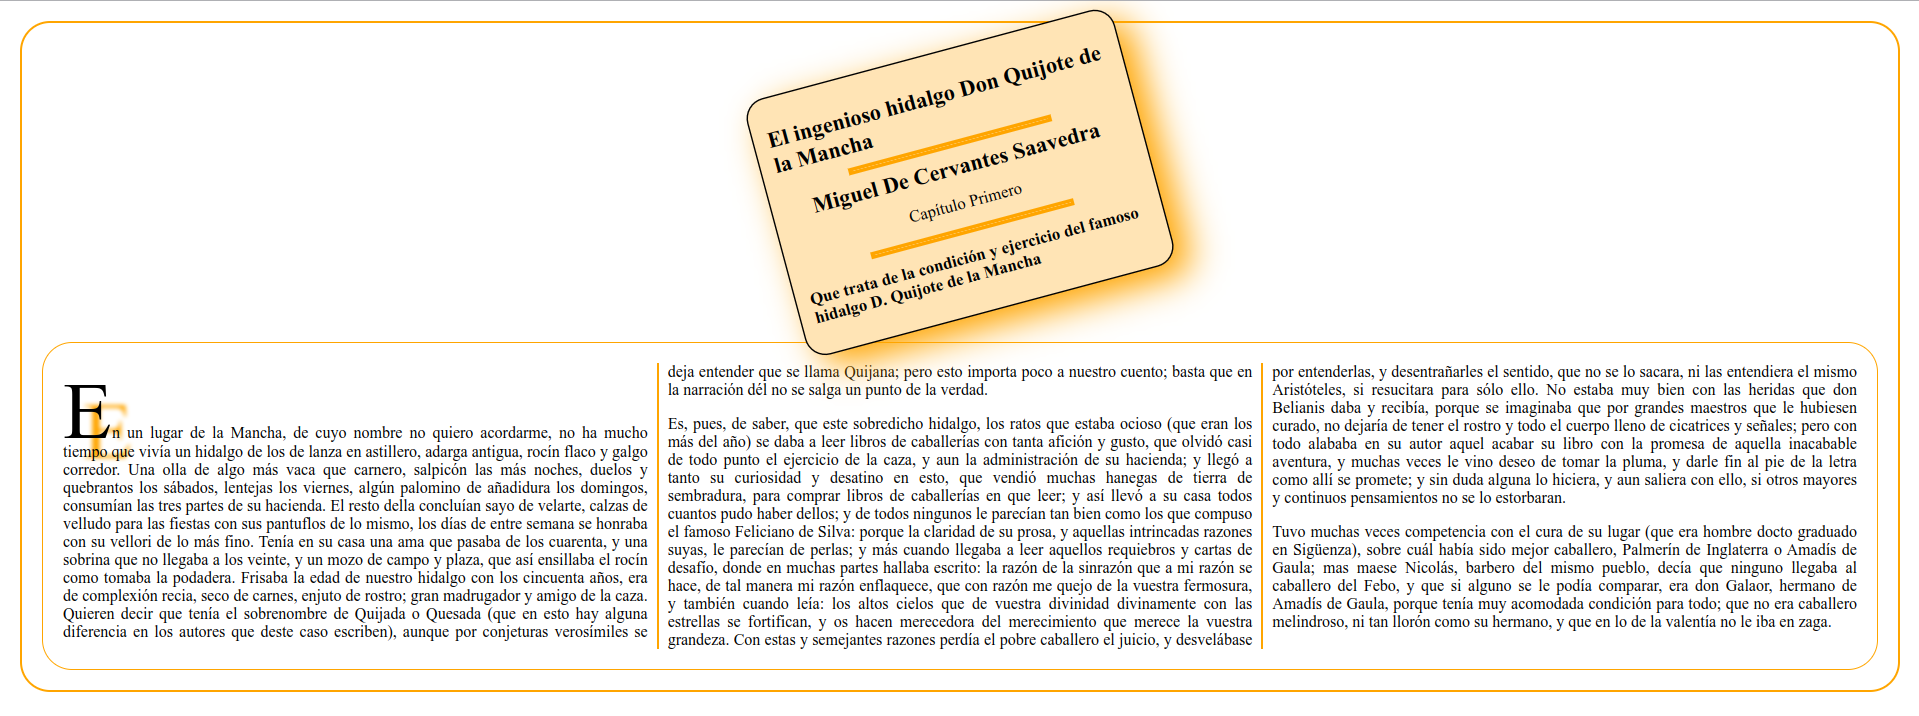 El ingenioso hidalgo Don Quijote de
la Mancha
Miguel De Cervantes Saavedra
Capítulo Primero
Que trata de la condición y ejercicio del famoso
hidalgo D. Quijote de la Mancha
En un lugar de la Mancha, de cuyo nombre no quiero acordarme, no ha mucho
tiempo que vivía un hidalgo de los de lanza en astillero, adarga antigua, rocín flaco y galgo
corredor. Una olla de algo más vaca que carnero, salpicón las más noches, duelos y
quebrantos los sábados, lentejas los viernes, algún palomino de añadidura los domingos,
consumían las tres partes de su hacienda. El resto della concluían sayo de velarte, calzas de
velludo para las fiestas con sus pantuflos de lo mismo, los días de entre semana se honraba
con su vellori de lo más fino. Tenía en su casa una ama que pasaba de los cuarenta, y una
sobrina que no llegaba a los veinte, y un mozo de campo y plaza, que así ensillaba el rocín
como tomaba la podadera. Frisaba la edad de nuestro hidalgo con los cincuenta años, era
de complexión recia, seco de carnes, enjuto de rostro; gran madrugador y amigo de la caza.
Quieren decir que tenía el sobrenombre de Quijada o Quesada (que en esto hay alguna
diferencia en los autores que deste caso escriben), aunque por conjeturas verosímiles se
deja entender que se llama Quijana; pero esto importa poco a nuestro cuento; basta que en
la narración dél no se salga un punto de la verdad.
Es, pues, de saber, que este sobredicho hidalgo, los ratos que estaba ocioso (que eran los
más del año) se daba a leer libros de caballerías con tanta afición y gusto, que olvidó casi
de todo punto el ejercicio de la caza, y aun la administración de su hacienda; y llegó a
tanto su curiosidad y desatino en esto, que vendió muchas hanegas de tierra de
sembradura, para comprar libros de caballerías en que leer; y así llevó a su casa todos
cuantos pudo haber dellos; y de todos ningunos le parecían tan bien como los que compuso
el famoso Feliciano de Silva: porque la claridad de su prosa, y aquellas intrincadas razones
suyas, le parecían de perlas; y más cuando llegaba a leer aquellos requiebros y cartas de
desafío, donde en muchas partes hallaba escrito: la razón de la sinrazón que a mi razón se
hace, de tal manera mi razón enflaquece, que con razón me quejo de la vuestra fermosura,
y también cuando leía: los altos cielos que de vuestra divinidad divinamente con las
estrellas se fortifican, y os hacen merecedora del merecimiento que merece la vuestra
grandeza. Con estas y semejantes razones perdía el pobre caballero el juicio, y desvelábase
por entenderlas, y desentrañarles el sentido, que no se lo sacara, ni las entendiera el mismo
Aristóteles, si resucitara para sólo ello. No estaba muy bien con las heridas que don
Belianis daba y recibía, porque se imaginaba que por grandes maestros que le hubiesen
curado, no dejaría de tener el rostro y todo el cuerpo lleno de cicatrices y señales; pero con
todo alababa en su autor aquel acabar su libro con la promesa de aquella inacabable
aventura, y muchas veces le vino deseo de tomar la pluma, y darle fin al pie de la letra
como allí se promete; y sin duda alguna lo hiciera, y aun saliera con ello, si otros mayores
y continuos pensamientos no se lo estorbaran.
Tuvo muchas veces competencia con el cura de su lugar (que era hombre docto graduado
en Sigüenza), sobre cuál había sido mejor caballero, Palmerín de Inglaterra o Amadís de
Gaula; mas maese Nicolás, barbero del mismo pueblo, decía que ninguno llegaba al
caballero del Febo, y que si alguno se le podía comparar, era don Galaor, hermano de
Amadís de Gaula, porque tenía muy acomodada condición para todo; que no era caballero
melindroso, ni tan llorón como su hermano, y que en lo de la valentía no le iba en zaga.